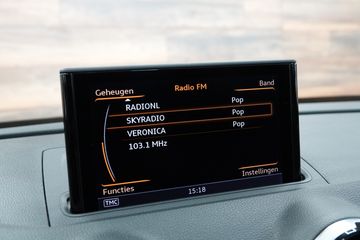 Radio FM
Geheugen Band
RADIONL Pop
SKYRADIO Pop
VERONICA Pop
103.1 MHz
Functies Instellingen
TMC 15:18